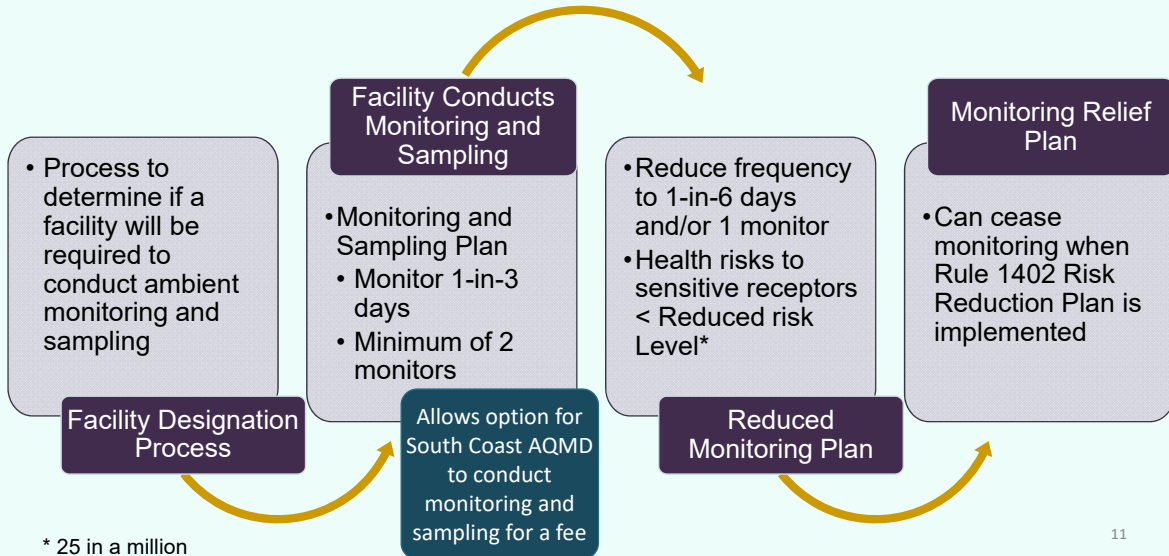 • Process to
determine if a
facility will be
required to
conduct ambient
monitoring and
sampling
Facility Designation
Process
Facility Conducts
Monitoring and
Sampling
•Monitoring and
Sampling Plan
• Monitor 1-in-3
days
• Minimum of 2
monitors
Allows option for
South Coast AQMD
to conduct
monitoring and
sampling for a fee
•Reduce frequency
to 1-in-6 days
and/or 1 monitor
•Health risks to
sensitive receptors
< Reduced risk
Level*
Reduced
Monitoring Plan
Monitoring Relief
Plan
•Can cease
monitoring when
Rule 1402 Risk
Reduction Plan is
implemented
* 25 in a million
11